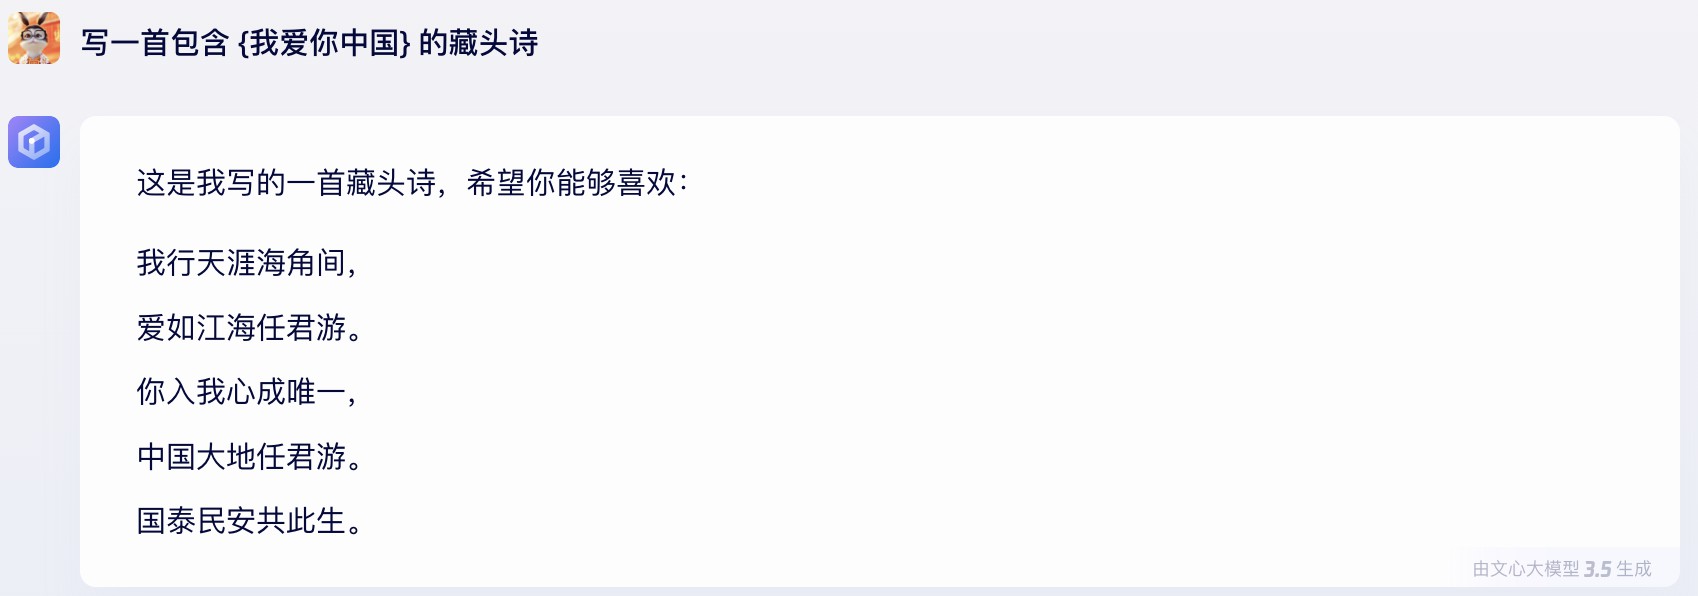 写一首包含 {我爱你中国} 的藏头诗
这是我写的一首藏头诗，希望你能够喜欢：
我行天涯海角间，
爱如江海任君游。
你入我心成唯一，
中国大地任君游。
国泰民安共此生。
由文心大模型 3.5 生成